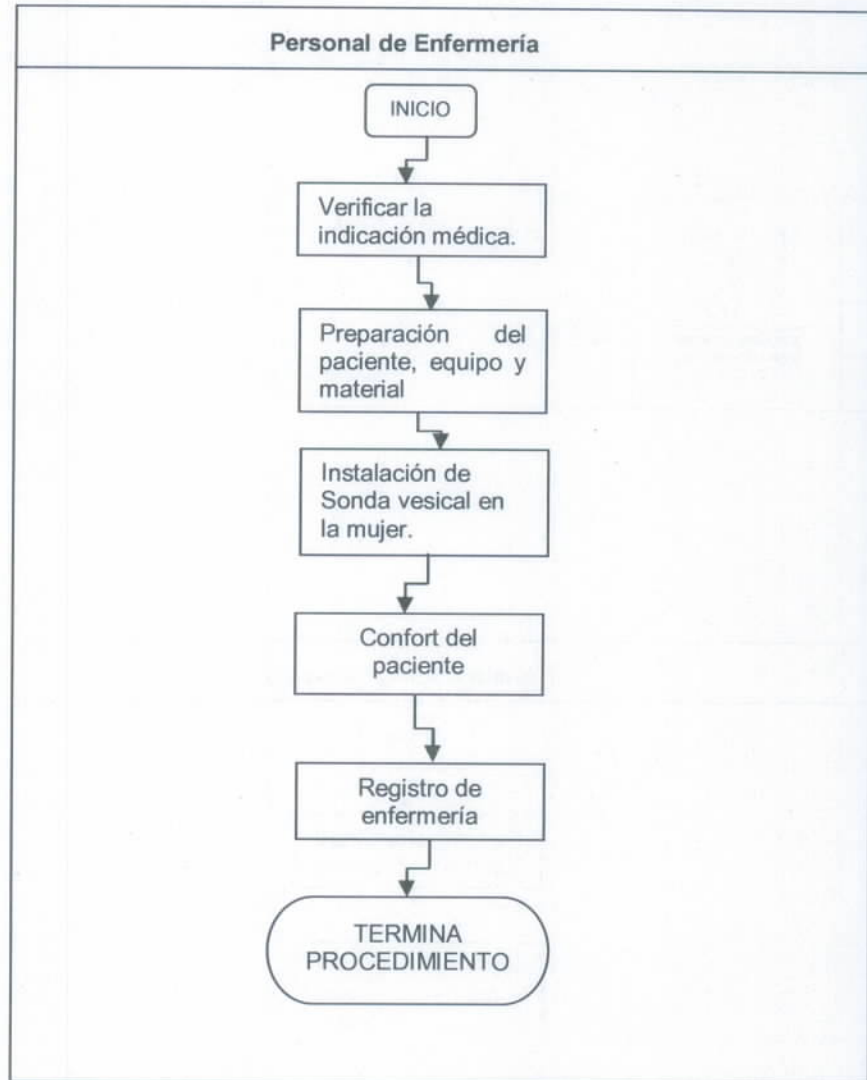 Personal de Enfermería
INICIO
Verificar la
indicación médica.
Preparación del
paciente, equipo y
material
Instalación de
Sonda vesical en
la mujer.
Confort del
paciente
Registro de
enfermería
TERMINA
PROCEDIMIENTO